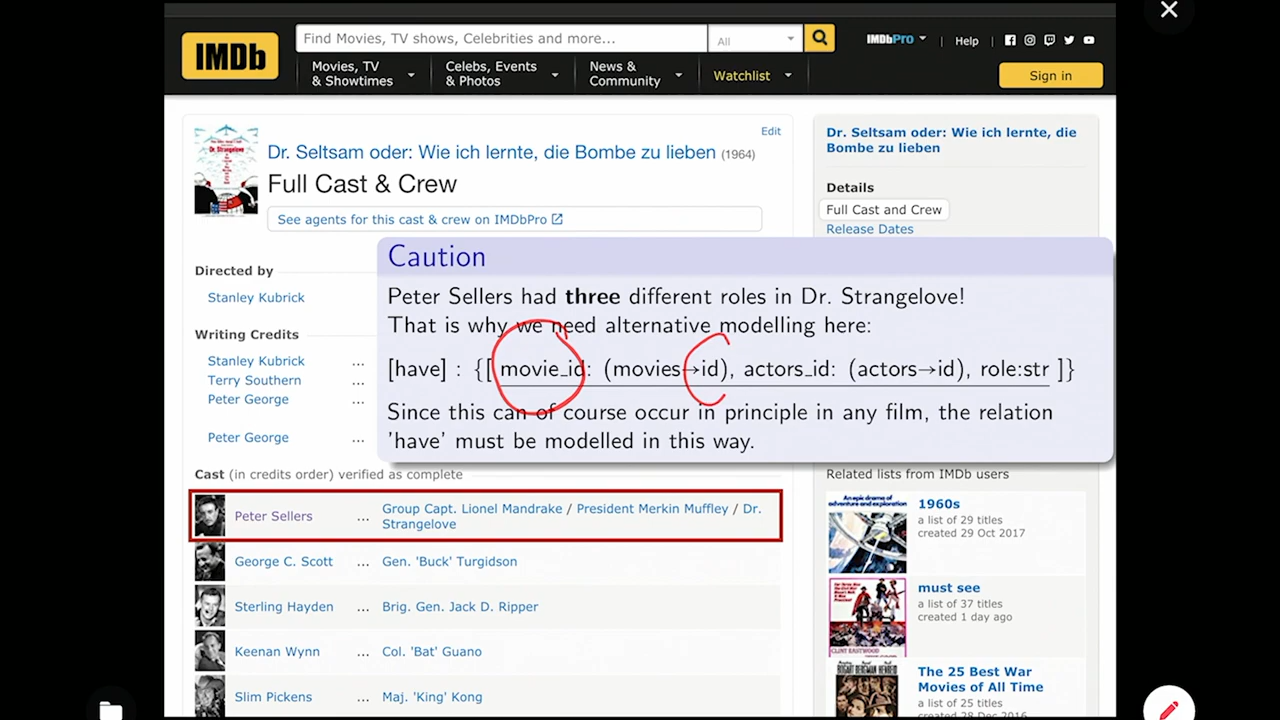 IMDb
Find Movies, TV shows, Celebrities and more...
All
IMDbPro
Help
Movies, TV
& Showtimes
Celebs, Events
& Photos
News &
Community
Watchlist
Sign in
Edit
Dr. Seltsam oder: Wie ich lernte, die Bombe zu lieben (1964)
Full Cast & Crew
See agents for this cast & crew on IMDbPro
Dr. Seltsam oder: Wie ich lernte, die
Bombe zu lieben
Details
Full Cast and Crew
Release Dates
Directed by
Stanley Kubrick
Writing Credits
Stanley Kubrick ...
Terry Southern ...
Peter George ...
Peter George ...
Caution
Peter Sellers had three different roles in Dr. Strangelove!
That is why we need alternative modelling here:
[have] : {[ movie_id: (movies→id), actors_id: (actors→id), role:str ]}
Since this can of course occur in principle in any film, the relation
'have' must be modelled in this way.
Cast (in credits order) verified as complete
Peter Sellers ... Group Capt. Lionel Mandrake / President Merkin Muffley / Dr.
Strangelove
George C. Scott ... Gen. 'Buck' Turgidson
Sterling Hayden ... Brig. Gen. Jack D. Ripper
Keenan Wynn ... Col. 'Bat' Guano
Slim Pickens ... Maj. 'King' Kong
Related lists from IMDb users
1960s
a list of 29 titles
created 29 Oct 2017
must see
a list of 37 titles
created 1 day ago
The 25 Best War
Movies of All Time
a list of 25 titles
created 28 Dec 2016